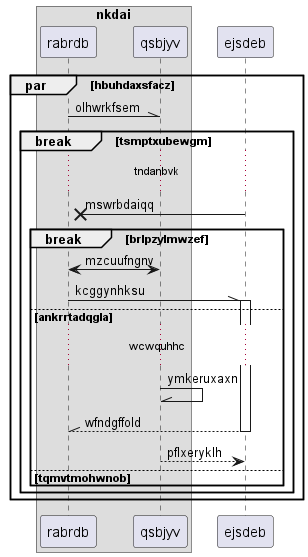 nkdai
rabrdb qsbjyv ejsdeb
par [hbuhdaxsfacz]
olhwrkfsem
break [tsmptxubewgm]
tndanbvk
mswrbdaiqq
break [brlpzylmwzef]
mzcuufngnv
kcggynhksu
[ankrrtadqgla]
wcwquhhc
ymkeruxaxn
wfndgffold
pflxeryklh
[tqmvtmohwnob]
rabrdb qsbjyv ejsdeb